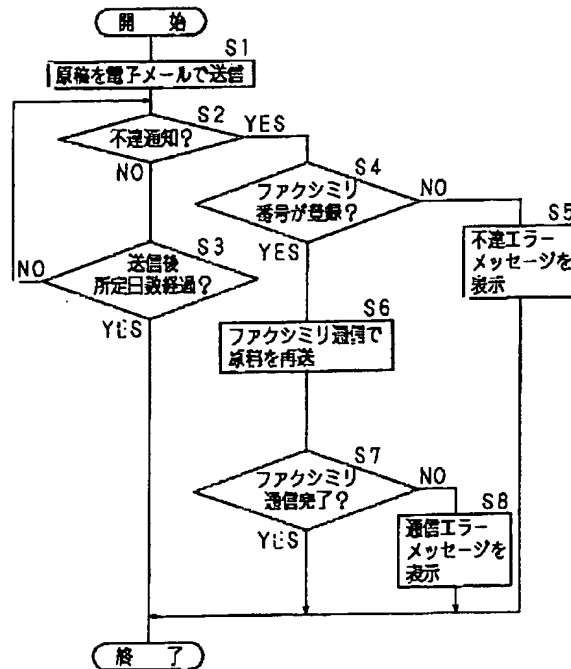 開 始
S1
原稿を電子メールで送信
S2
不達通知?
YES
NO
S4
ファクシミリ
番号が登録?
NO
YES
S5
不達エラー
メッセージを
表示
S3
送信後
所定日数経過?
NO
YES
S6
ファクシミリ通信で
原料を再送
S7
ファクシミリ
通信完了?
NO
YES
S8
通信エラー
メッセージを
表示
終 了